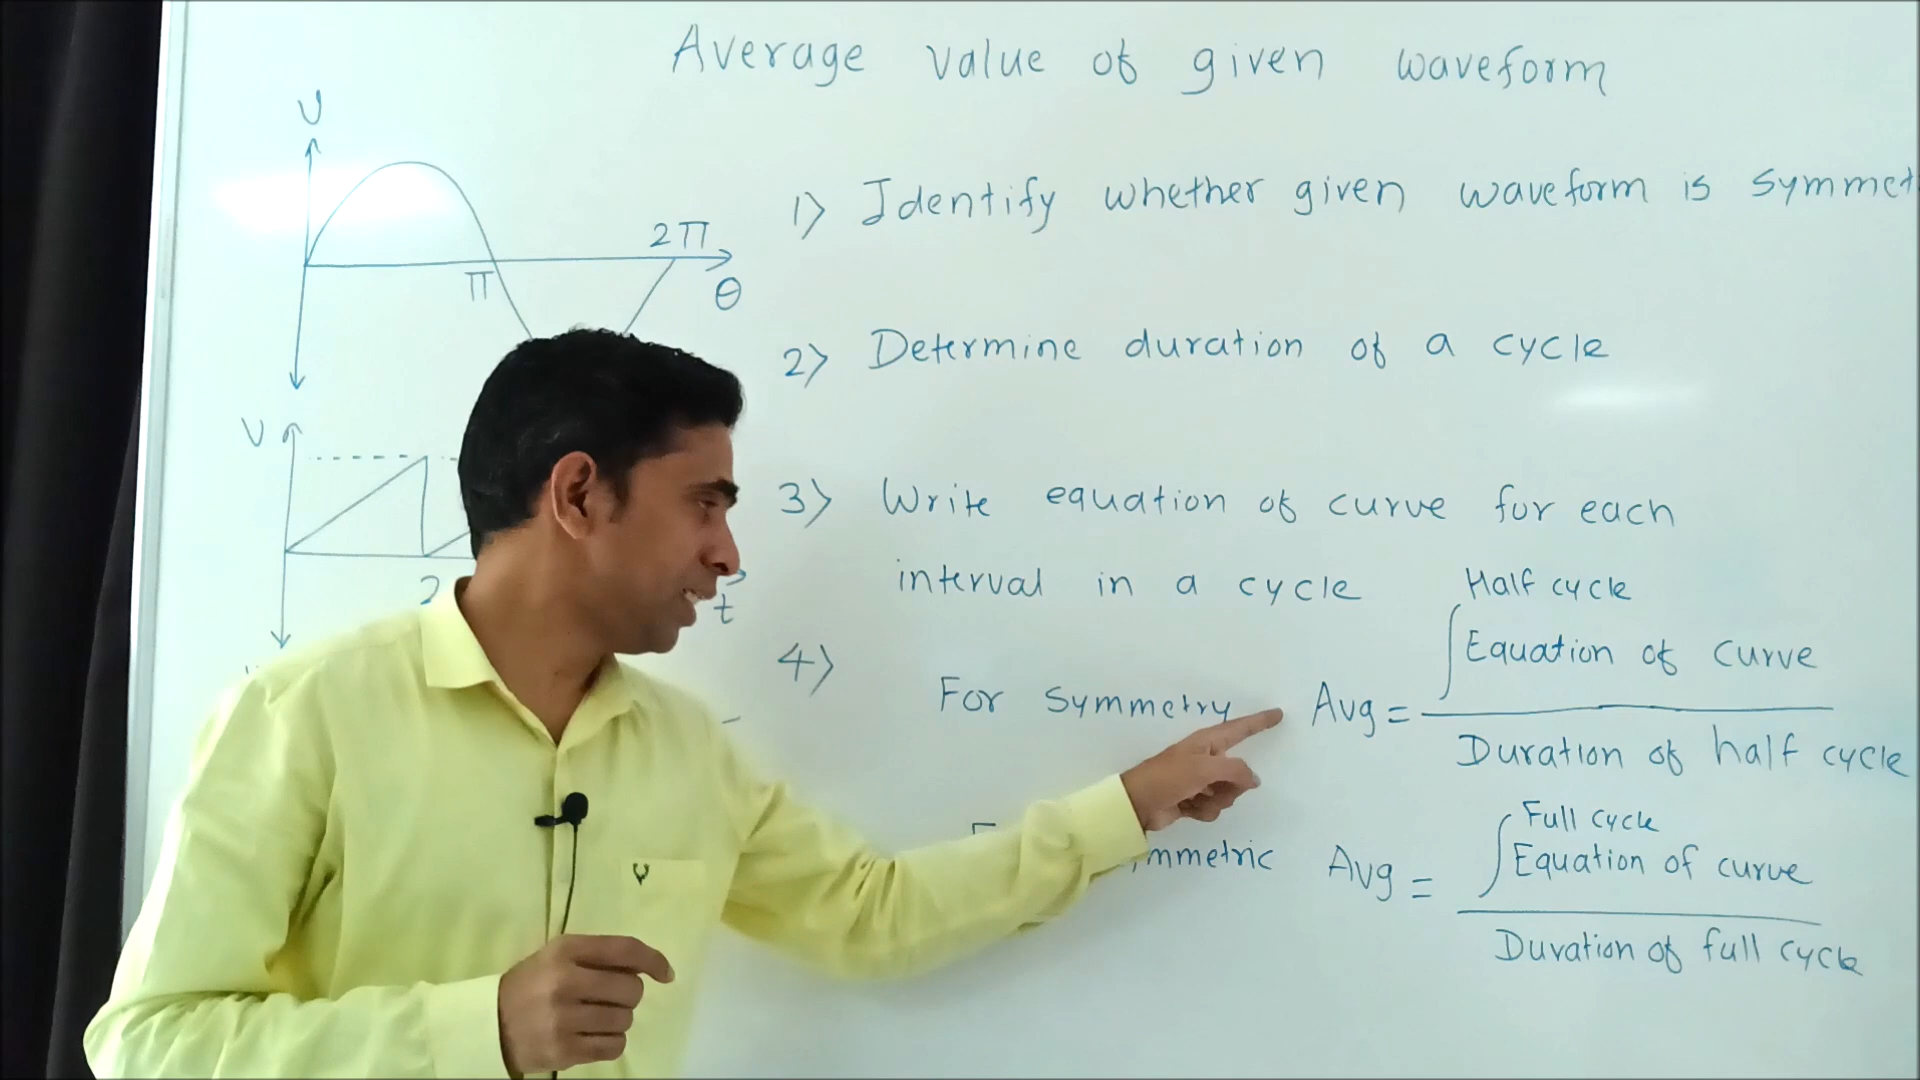 Average value of given waveform
U
2π
π
θ
1) Identify whether given waveform is symmet
2) Determine duration of a cycle
V
2
t
3) Write equation of curve for each
interval in a cycle
4)
For Symmetry Avg = ∫ Half cycle Equation of curve
Duration of half cycle
mmetric Avg = ∫ Full cycle Equation of curve
Duration of full cycle